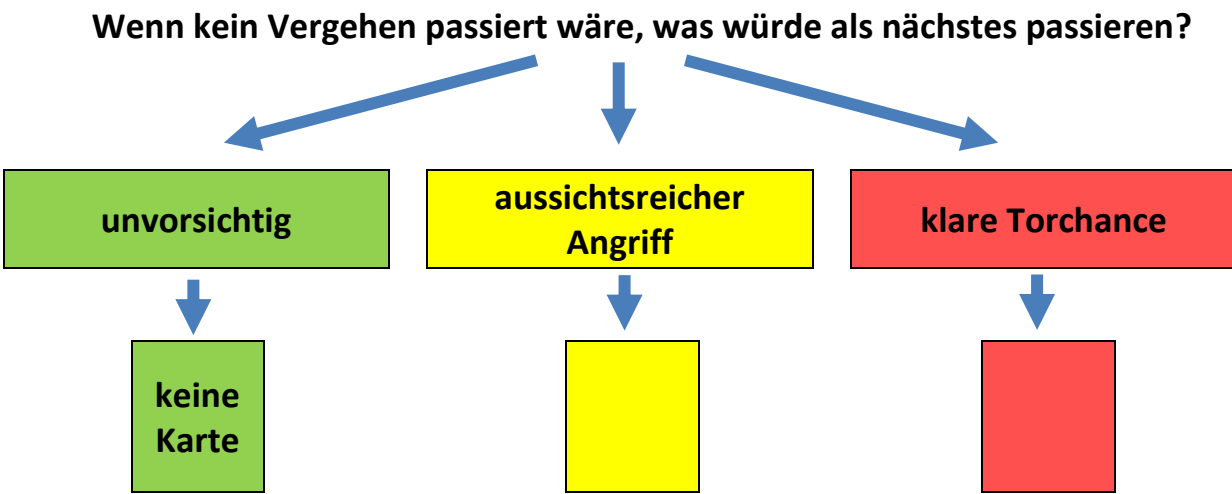 Wenn kein Vergehen passiert wäre, was würde als nächstes passieren?
unvorsichtig
aussichtsreicher
Angriff
klare Torchance
keine
Karte